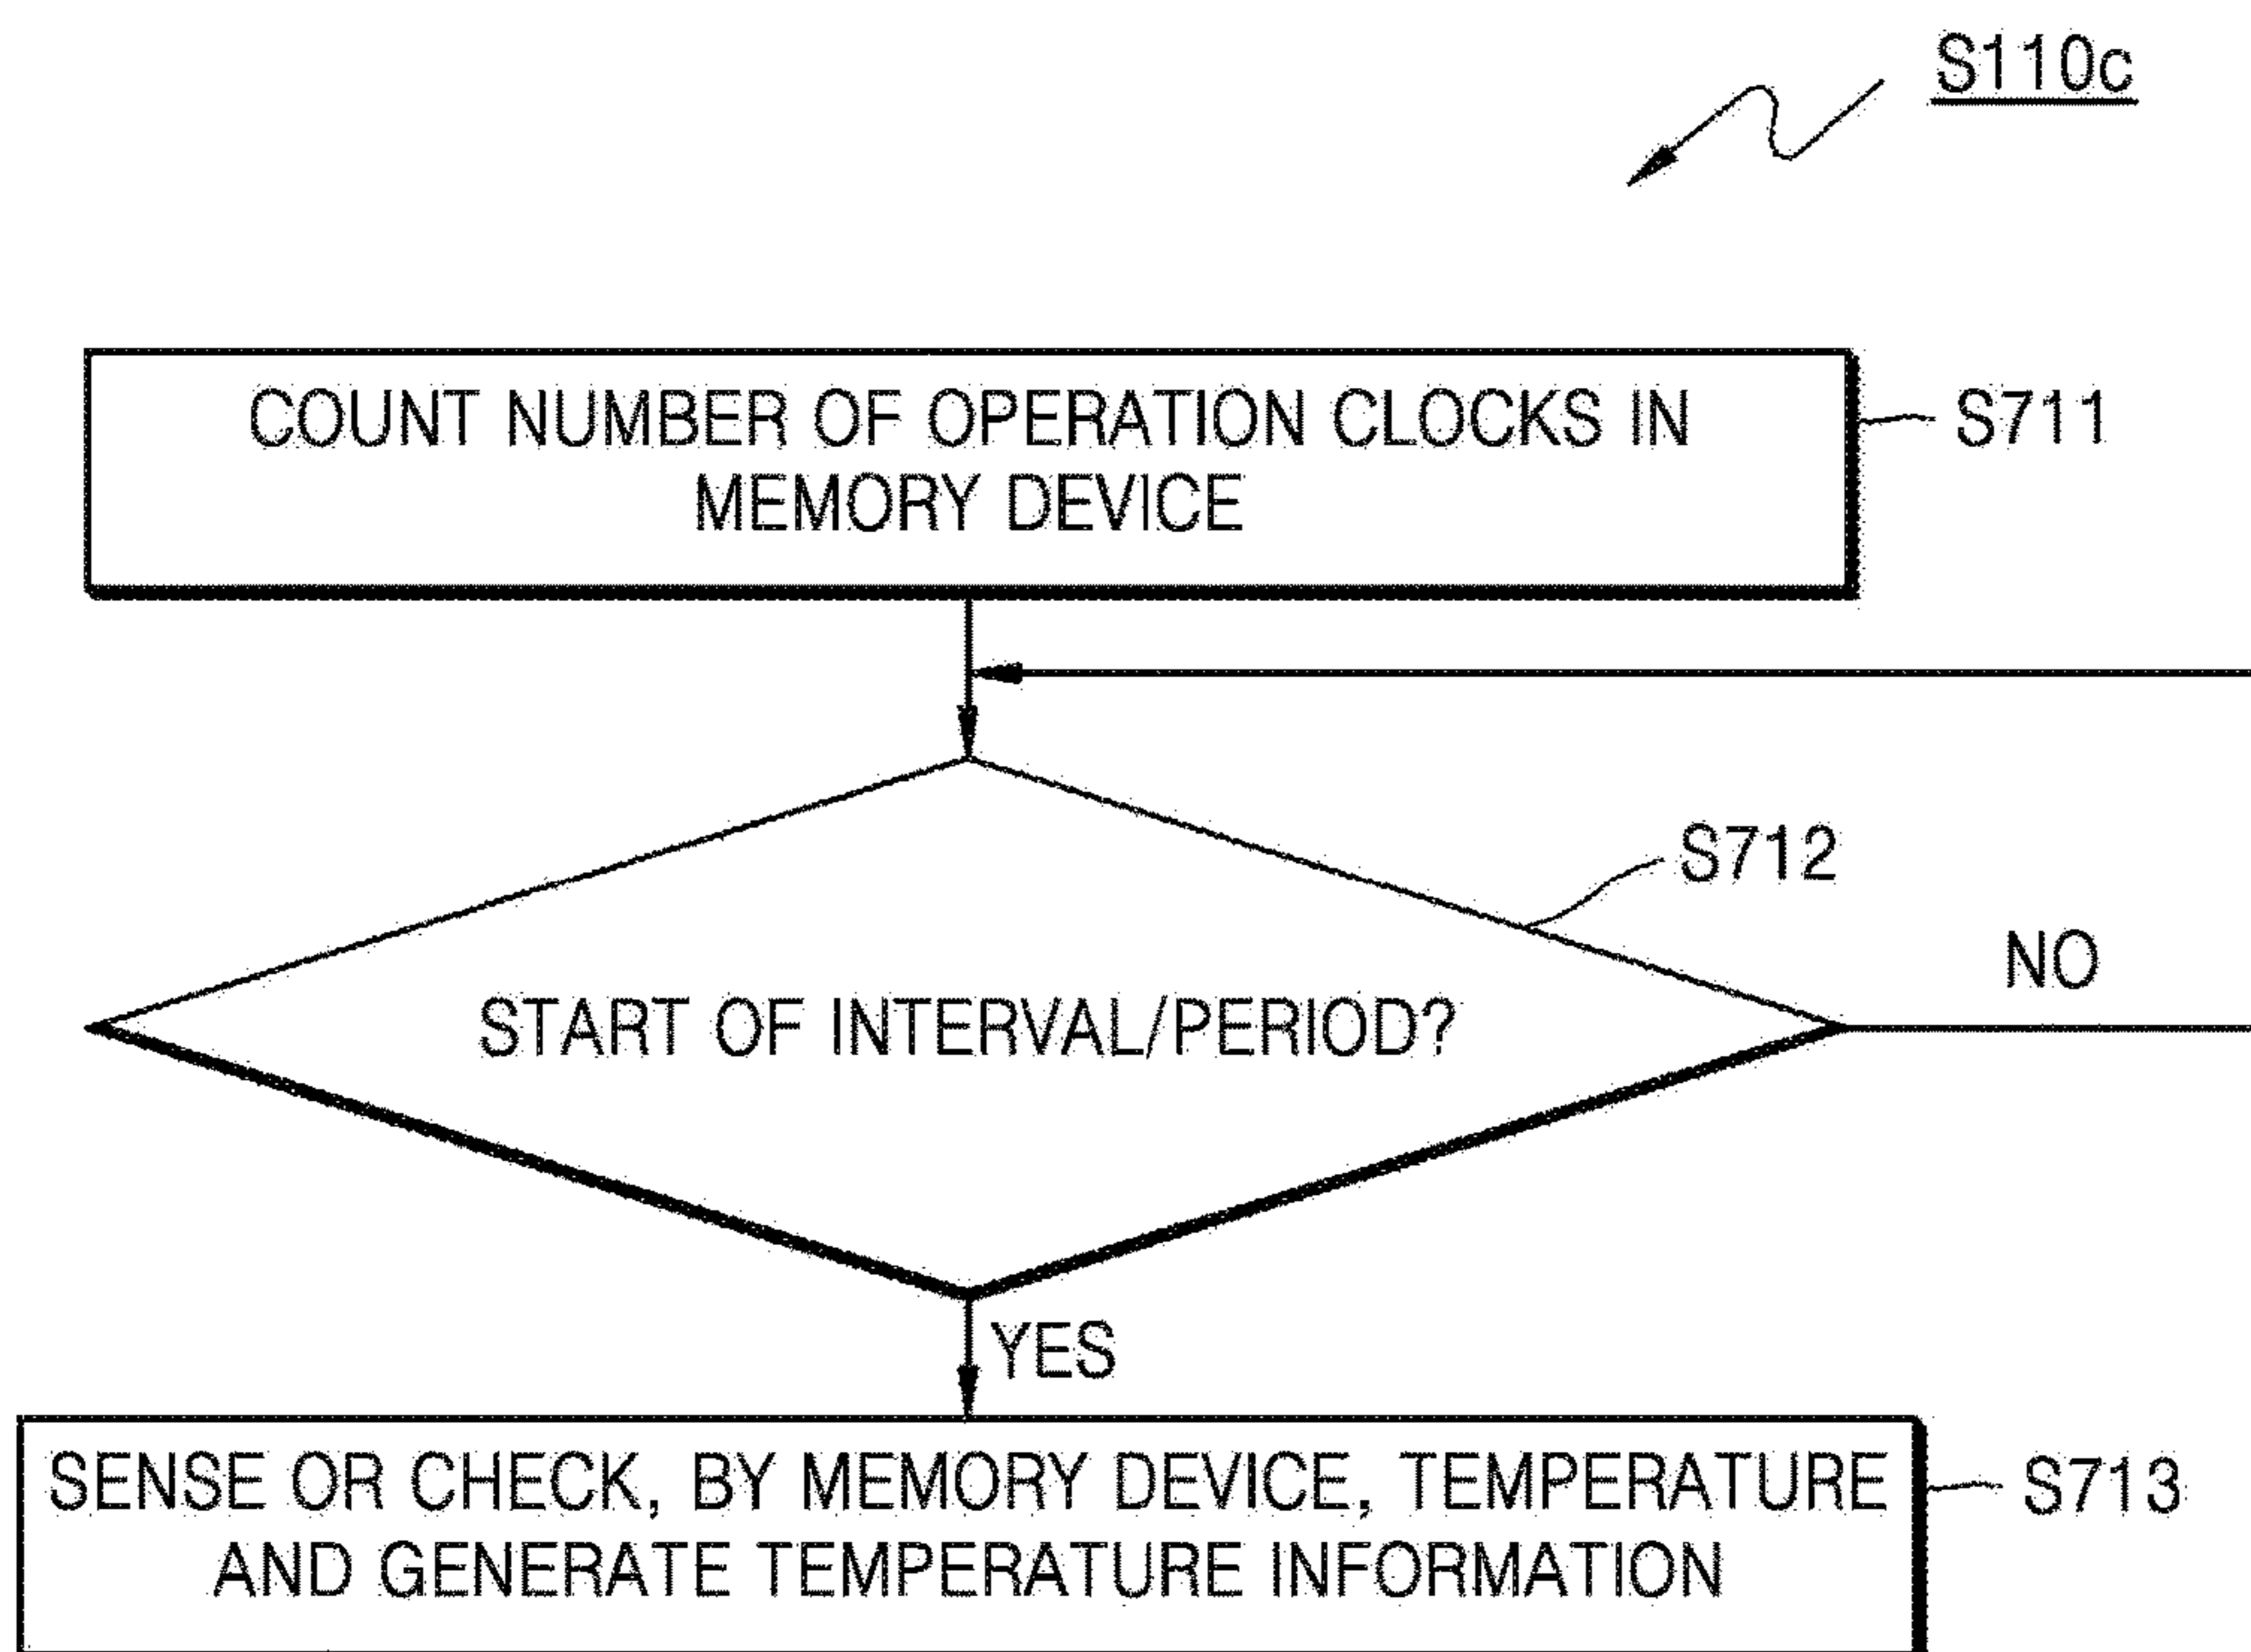 S110c
COUNT NUMBER OF OPERATION CLOCKS IN
MEMORY DEVICE
S711
S712
NO
START OF INTERVAL/PERIOD?
YES
SENSE OR CHECK, BY MEMORY DEVICE, TEMPERATURE
AND GENERATE TEMPERATURE INFORMATION
S713